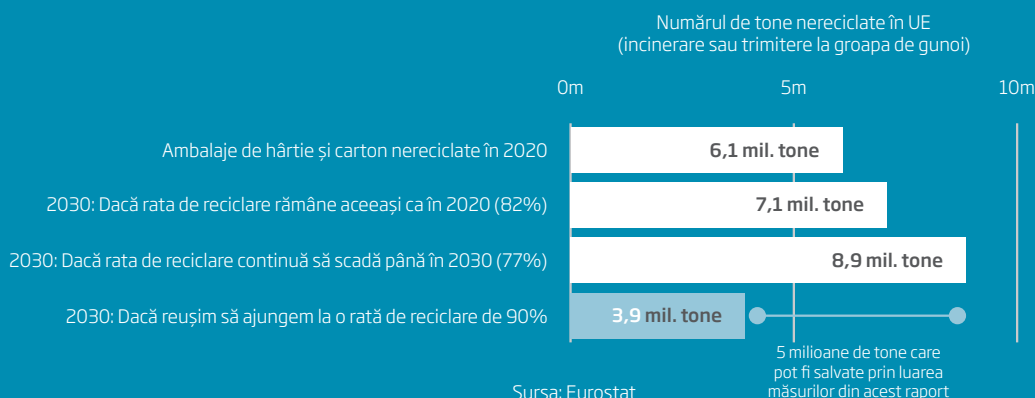 Numărul de tone nereciclate în UE
(incinerare sau trimitere la groapa de gunoi)
0m 5m 10m
Ambalaje de hârtie și carton nereciclate în 2020 6,1 mil. tone
2030: Dacă rata de reciclare rămâne aceeași ca în 2020 (82%) 7,1 mil. tone
2030: Dacă rata de reciclare continuă să scadă până în 2030 (77%) 8,9 mil. tone
2030: Dacă reușim să ajungem la o rată de reciclare de 90% 3,9 mil. tone
5 milioane de tone care
pot fi salvate prin luarea
măsurilor din acest raport
Sursa: Eurostat